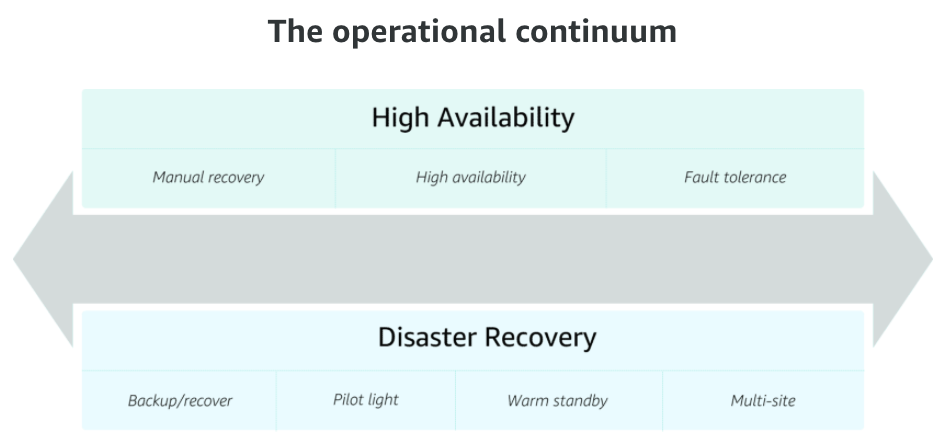 The operational continuum
High Availability
Manual recovery
High availability
Fault tolerance
Disaster Recovery
Backup/recover
Pilot light
Warm standby
Multi-site